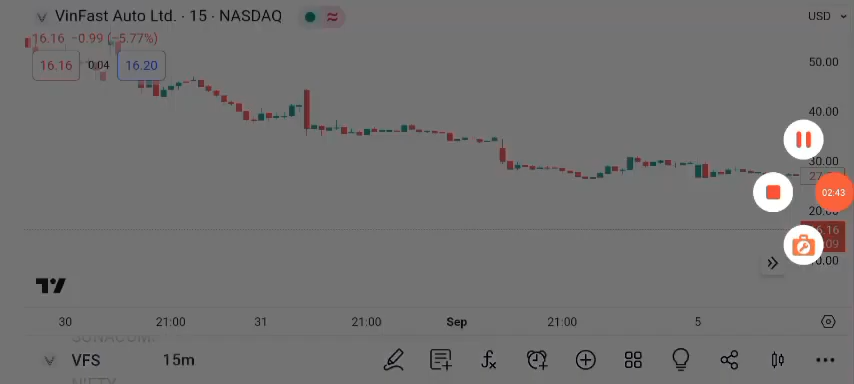 VinFast Auto Ltd. · 15 · NASDAQ
USD
16.16 −0.99 (−5.77%)
16.16 0.04 16.20
50.00
40.00
30.00
02:43
20.00
30 21:00 31 21:00 Sep 21:00 5
SONACOM.
VFS 15m
NIFTY